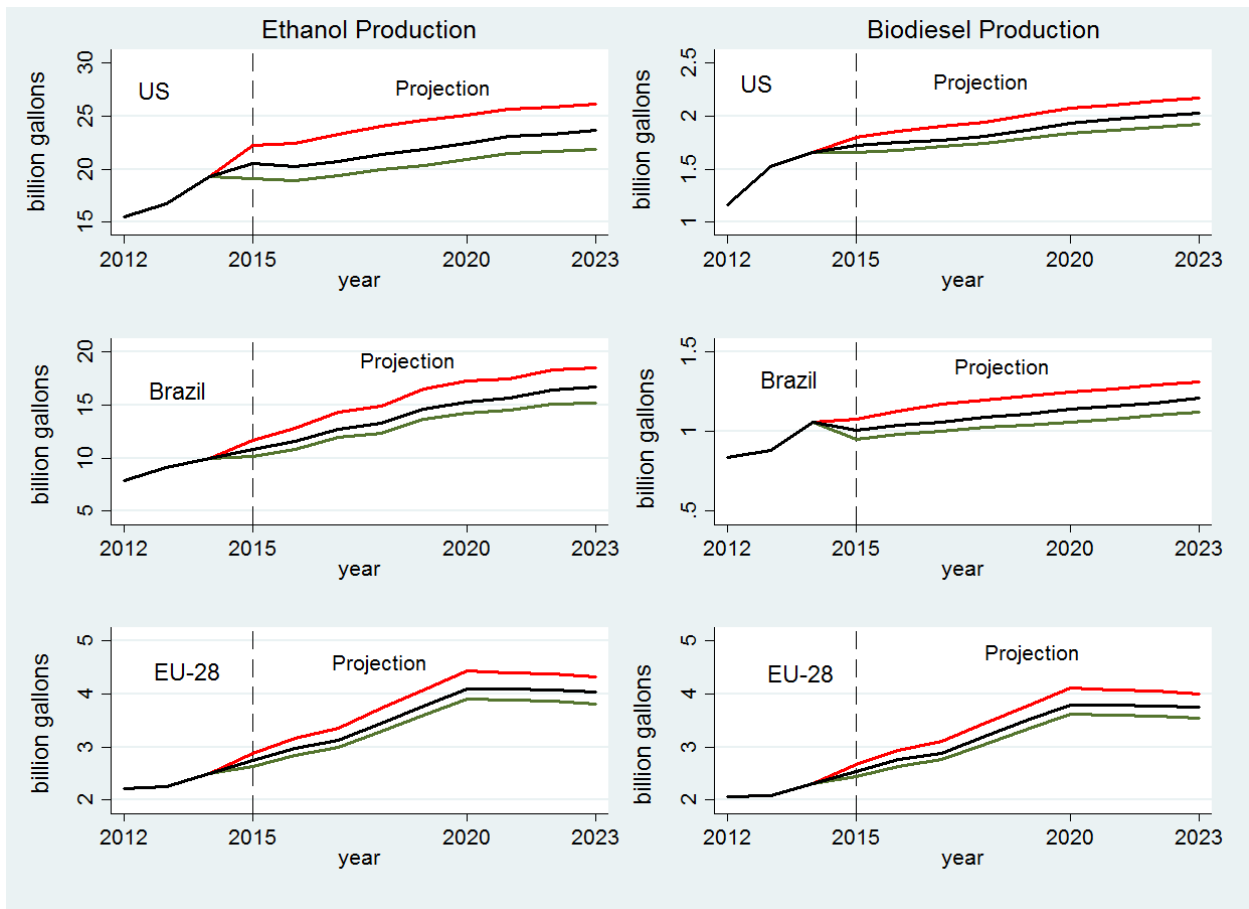 Ethanol Production
billion gallons
30
25
20
15
US
Projection
2012
2015
2020
2023
year
Biodiesel Production
billion gallons
2.5
2
1.5
1
US
Projection
2012
2015
2020
2023
year
billion gallons
20
15
10
5
Brazil
Projection
2012
2015
2020
2023
year
billion gallons
1.5
1
.5
Brazil
Projection
2012
2015
2020
2023
year
billion gallons
5
4
3
2
EU-28
Projection
2012
2015
2020
2023
year
billion gallons
5
4
3
2
EU-28
Projection
2012
2015
2020
2023
year